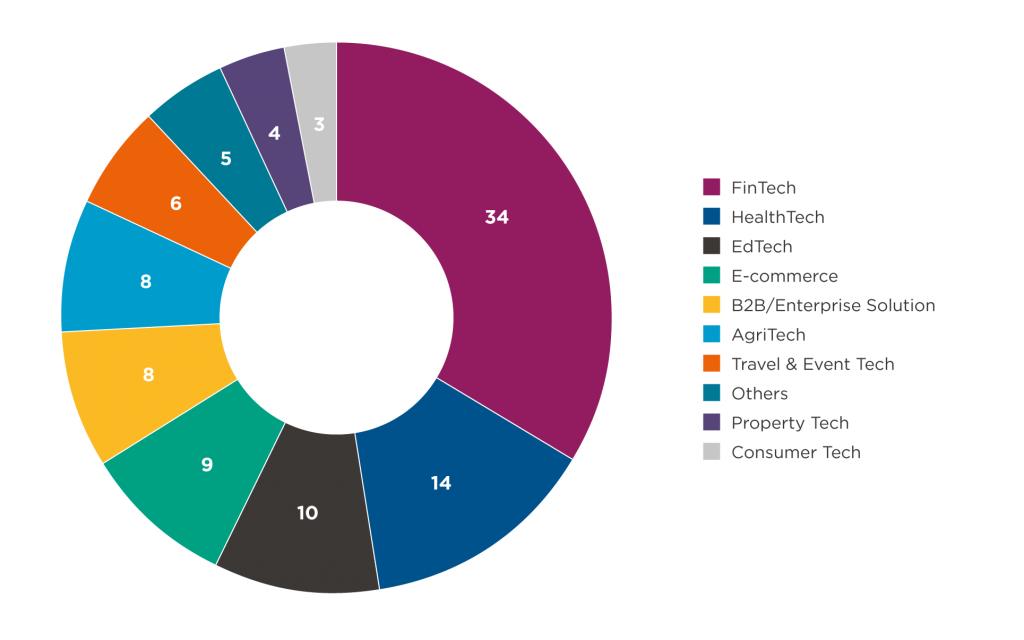 3
4
5
34
6
8
8
9
14
10
FinTech
HealthTech
EdTech
E-commerce
B2B/Enterprise Solution
AgriTech
Travel & Event Tech
Others
Property Tech
Consumer Tech